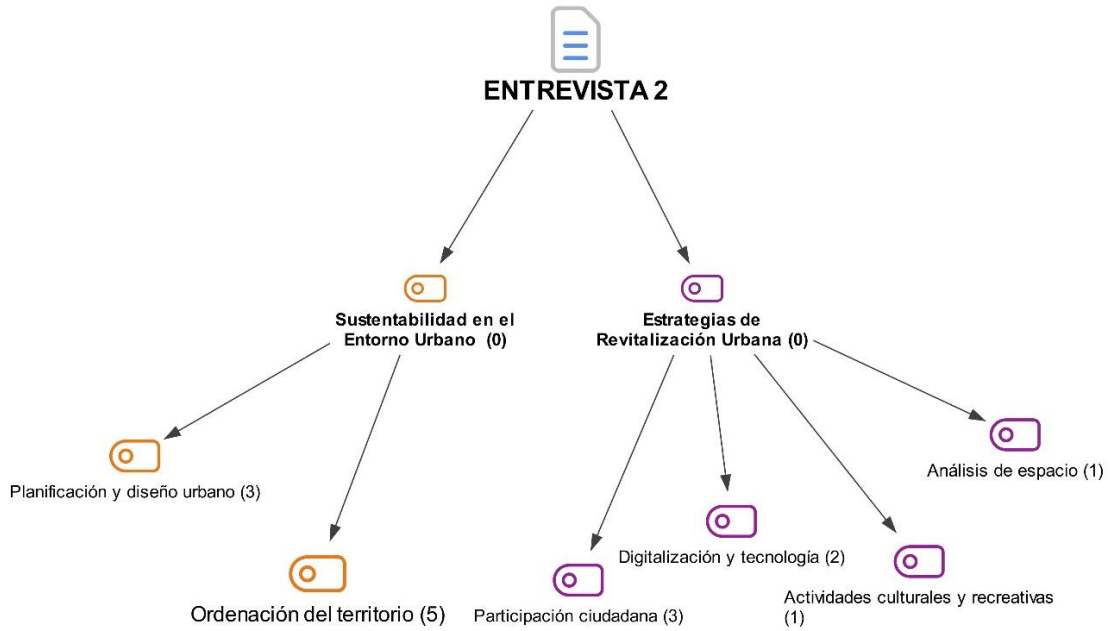 ENTREVISTA 2
Sustentabilidad en el
Entorno Urbano (0)
Estrategias de
Revitalización Urbana (0)
Planificación y diseño urbano (3)
Ordenación del territorio (5)
Participación ciudadana (3)
Digitalización y tecnología (2)
Actividades culturales y recreativas
(1)
Análisis de espacio (1)